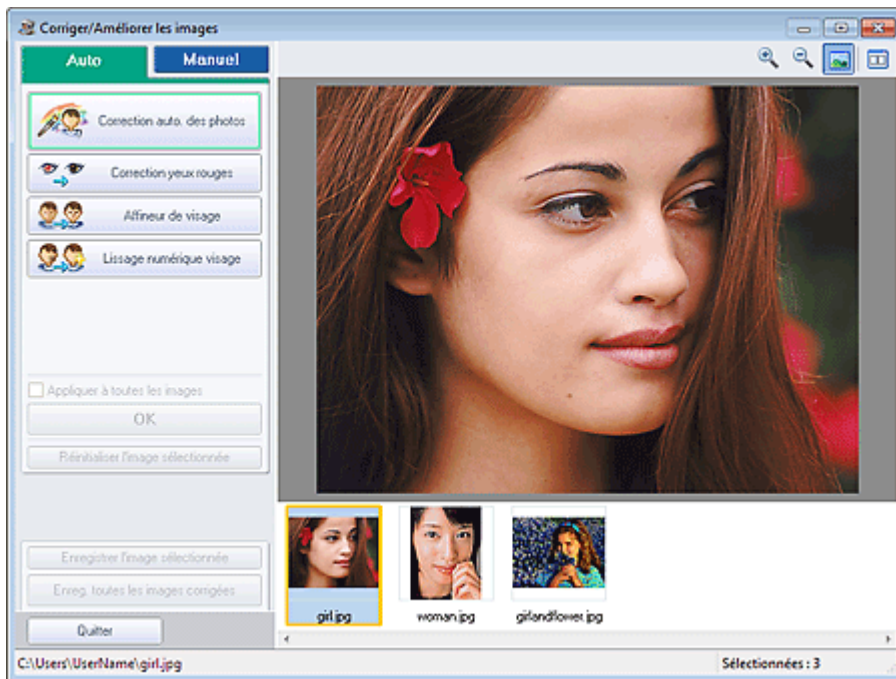 Corriger/Améliorer les images
Auto
Manuel
Correction auto. des photos
Correction yeux rouges
Affineur de visage
Lissage numérique visage
Appliquer à toutes les images
OK
Réinitialiser l'image sélectionnée
Enregistrer l'image sélectionnée
Enreg. toutes les images corrigées
Quitter
girl.jpg
woman.jpg
girlandflower.jpg
C:\Users\UserName\girl.jpg
Sélectionnées : 3